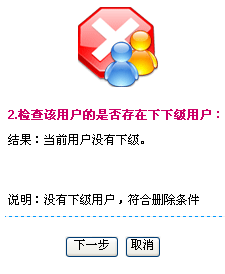 2.检查该用户的是否存在下下级用户：
结果：当前用户没有下级。
说明：没有下级用户，符合删除条件
下一步 取消